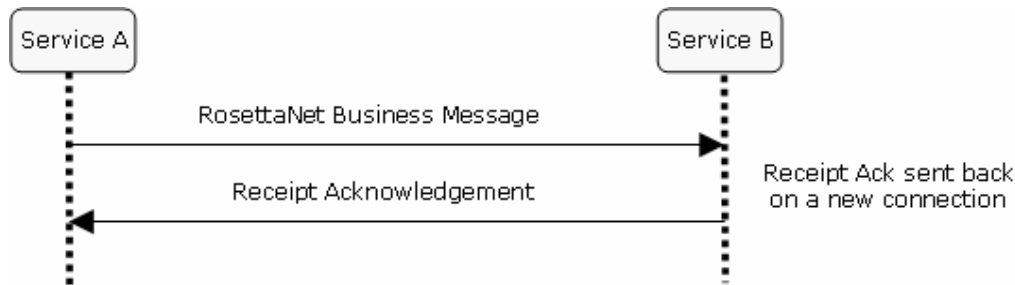 Service A
Service B
RosettaNet Business Message
Receipt Acknowledgement
Receipt Ack sent back
on a new connection